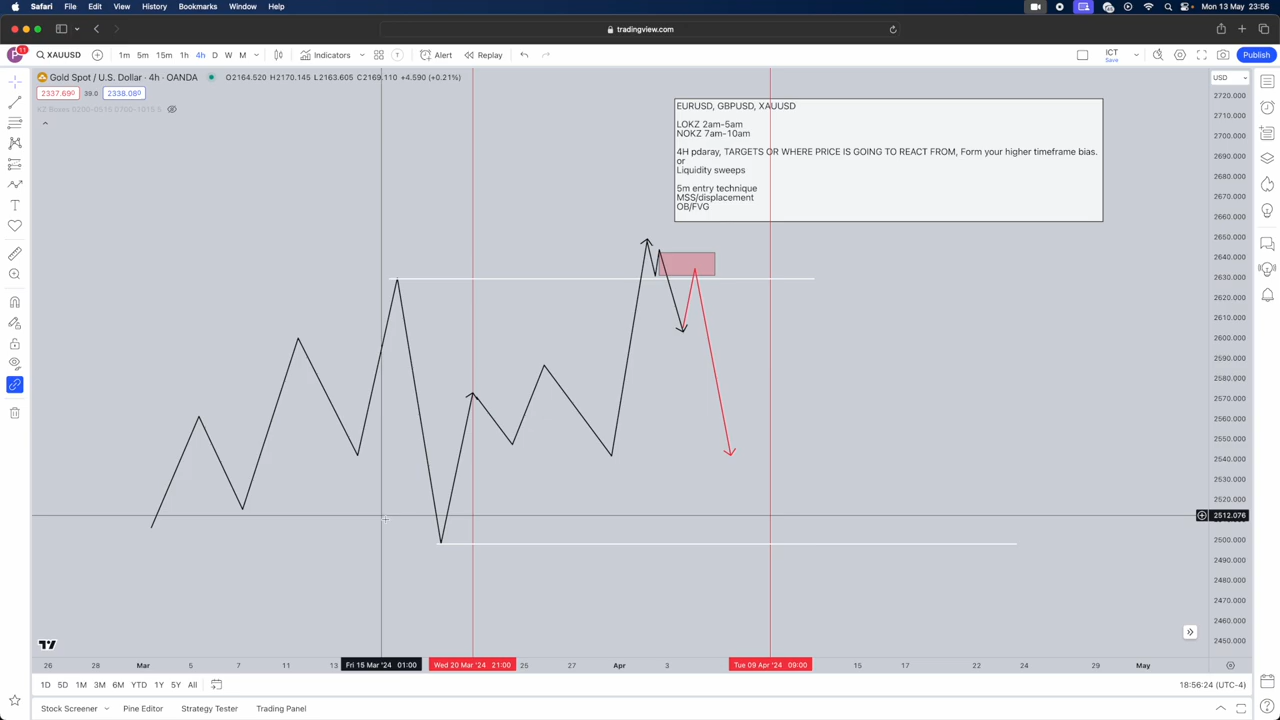 Safari File Edit View History Bookmarks Window Help Mon 13 May 23:56
tradingview.com
11 XAUUSD 1m 5m 15m 1h 4h D W M Indicators T Alert Replay ICT Save Publish
Gold Spot / U.S. Dollar · 4h · OANDA O2164.520 H2170.145 L2163.605 C2169.110 +4.590 (+0.21%)
2337.690 39.0 2338.080
USD
EURUSD, GBPUSD, XAUUSD
LOKZ 2am-5am
NOKZ 7am-10am
4H pdaray, TARGETS OR WHERE PRICE IS GOING TO REACT FROM, Form your higher timeframe bias.
or
Liquidity sweeps
5m entry technique
MSS/displacement
OB/FVG
2720.000
2710.000
2700.000
2690.000
2680.000
2670.000
2660.000
2650.000
2640.000
2630.000
2620.000
2610.000
2600.000
2590.000
2580.000
2570.000
2560.000
2550.000
2540.000
2530.000
2520.000
2512.076
2500.000
2490.000
2480.000
2470.000
2460.000
2450.000
26 28 Mar 5 7 11 13 Fri 15 Mar '24 01:00 Wed 20 Mar '24 21:00 25 27 Apr 3 Tue 09 Apr '24 09:00 15 17 22 24 29 May
1D 5D 1M 3M 6M YTD 1Y 5Y All 18:56:24 (UTC-4)
Stock Screener Pine Editor Strategy Tester Trading Panel